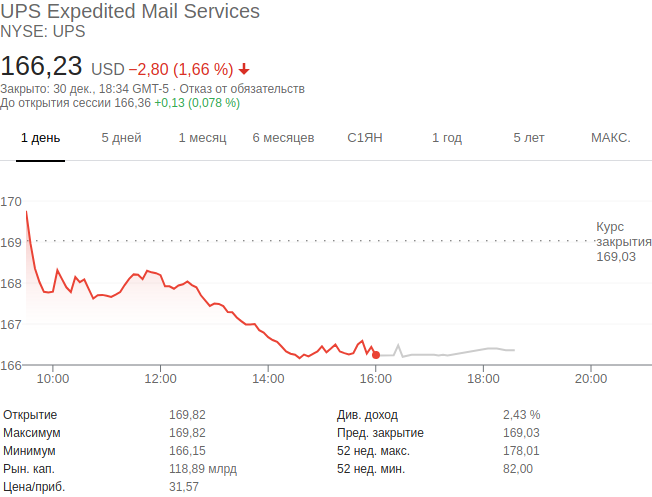 UPS Expedited Mail Services
NYSE: UPS
166,23 USD −2,80 (1,66 %)
Закрыто: 30 дек., 18:34 GMT-5 · Отказ от обязательств
До открытия сессии 166,36 +0,13 (0,078 %)
1 день 5 дней 1 месяц 6 месяцев С1ЯН 1 год 5 лет МАКС.
170
Курс
169 закрытия
169,03
168
167
166
10:00 12:00 14:00 16:00 18:00 20:00
Открытие 169,82 Див. доход 2,43 %
Максимум 169,82 Пред. закрытие 169,03
Минимум 166,15 52 нед. макс. 178,01
Рын. кап. 118,89 млрд 52 нед. мин. 82,00
Цена/приб. 31,57